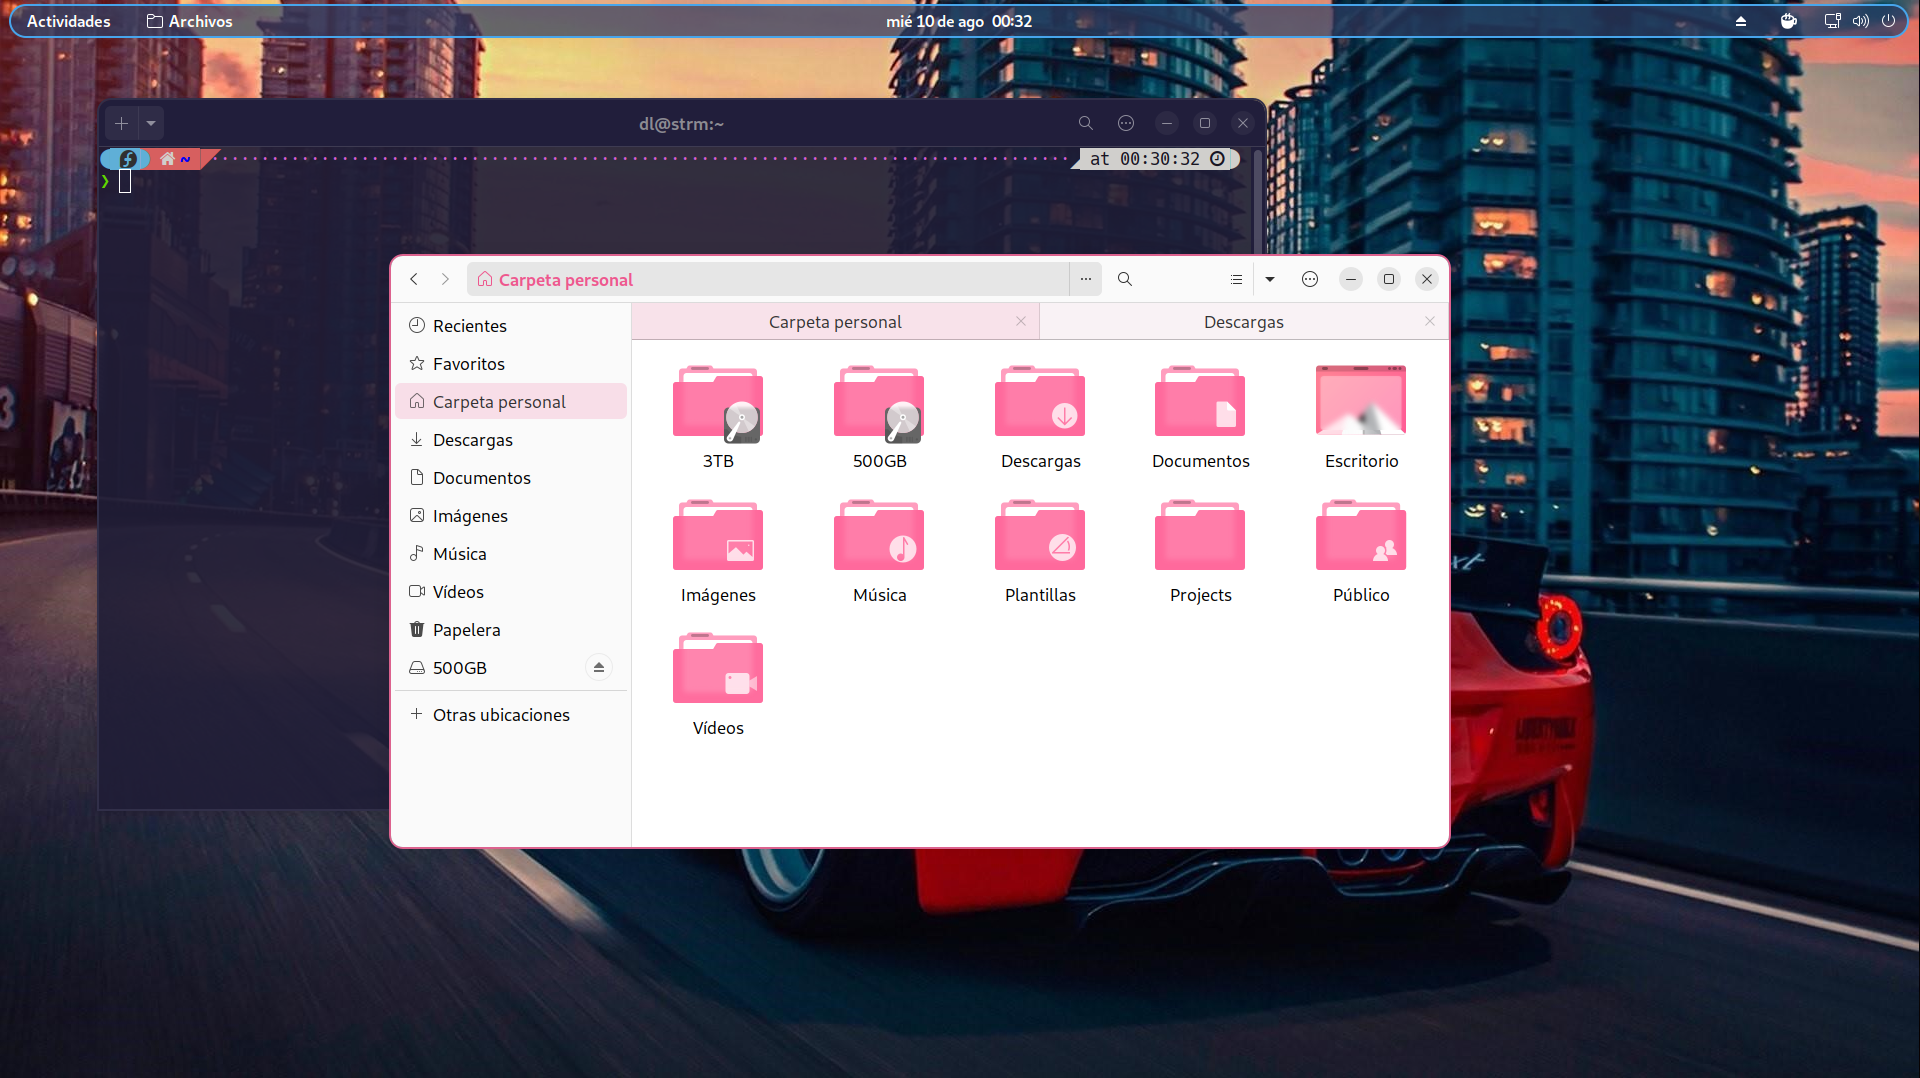 Actividades Archivos mié 10 de ago 00:32
dl@strm:~
~ at 00:30:32
❯
Carpeta personal
Carpeta personal Descargas
Recientes
Favoritos
Carpeta personal
Descargas
Documentos
Imágenes
Música
Vídeos
Papelera
500GB
Otras ubicaciones
3TB 500GB Descargas Documentos Escritorio
Imágenes Música Plantillas Projects Público
Vídeos
3